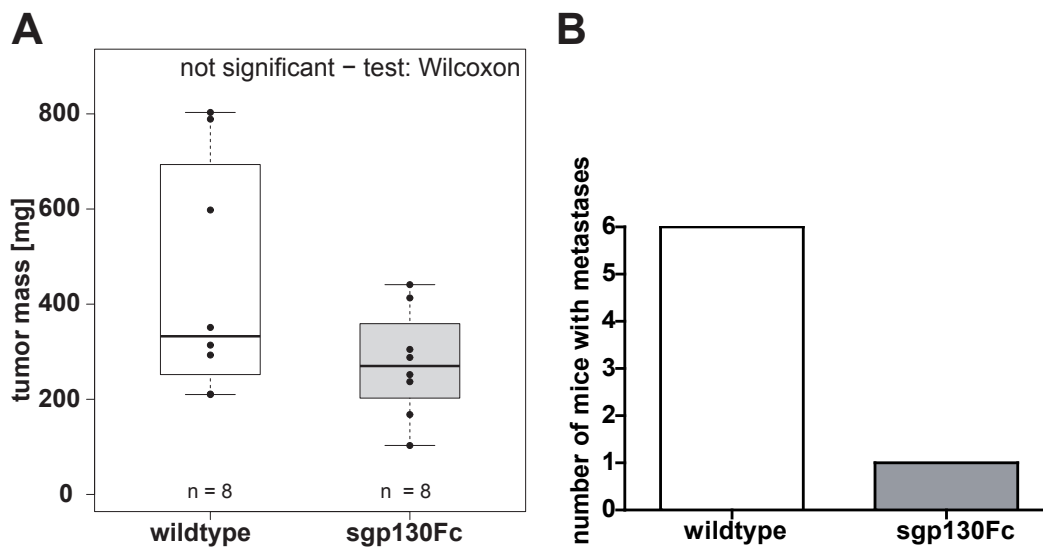 A
not significant − test: Wilcoxon
tumor mass [mg]
800
600
400
200
0
n = 8
n = 8
wildtype
sgp130Fc
B
number of mice with metastases
6
5
4
3
2
1
0
wildtype
sgp130Fc